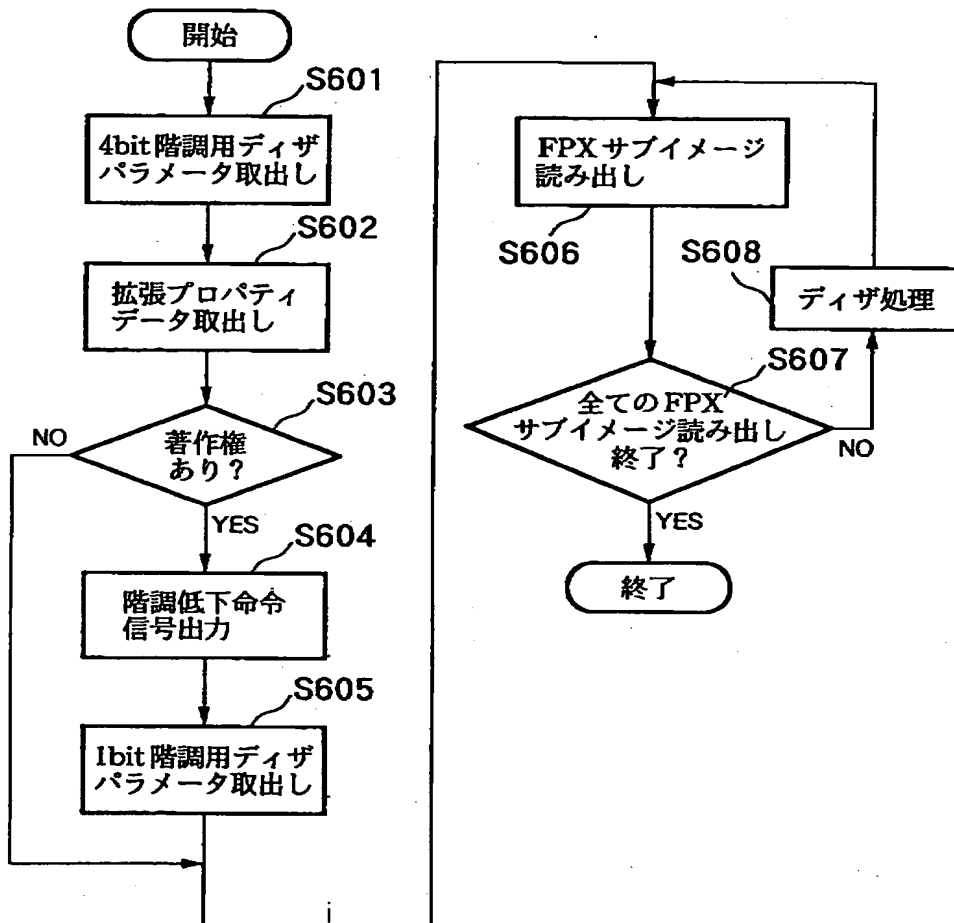 開始
S601
4bit階調用ディザ
パラメータ取出し
S602
拡張プロパティ
データ取出し
S603
NO
著作権
あり？
YES
S604
階調低下命令
信号出力
S605
1bit階調用ディザ
パラメータ取出し
FPXサブイメージ
読み出し
S606
S608
ディザ処理
S607
全てのFPX
サブイメージ読み出し
終了？
NO
YES
終了